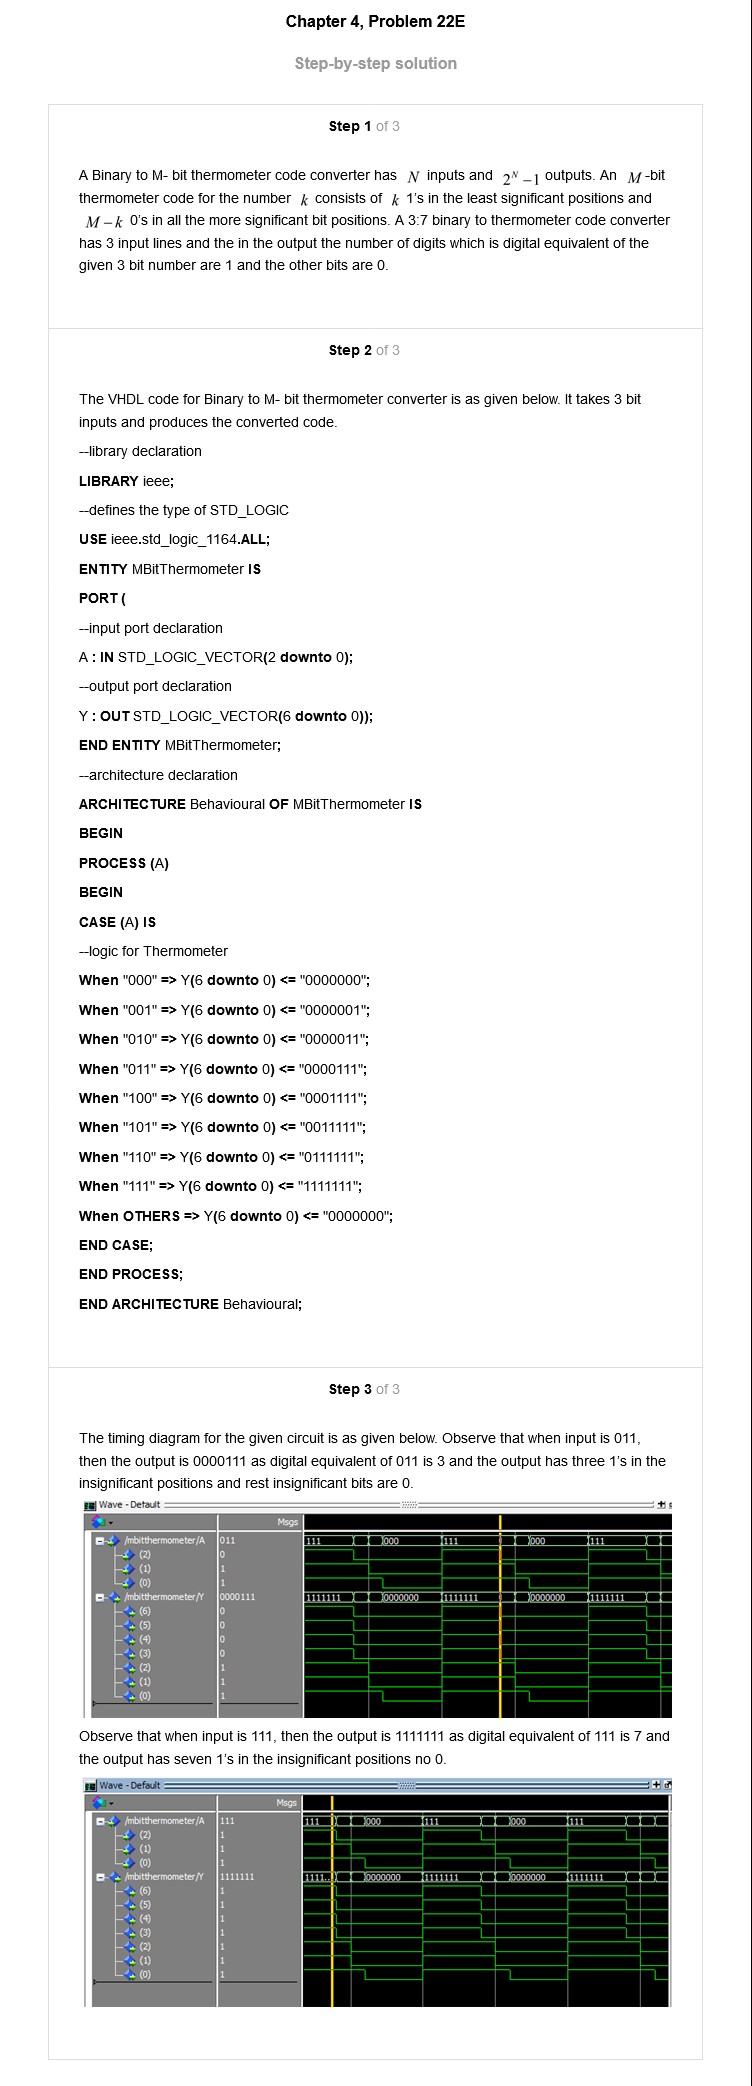 Chapter 4, Problem 22E
Step-by-step solution
Step 1 of 3
A Binary to M- bit thermometer code converter has N inputs and 2^N −1 outputs. An M -bit
thermometer code for the number k consists of k 1's in the least significant positions and
M − k 0's in all the more significant bit positions. A 3:7 binary to thermometer code converter
has 3 input lines and the in the output the number of digits which is digital equivalent of the
given 3 bit number are 1 and the other bits are 0.
Step 2 of 3
The VHDL code for Binary to M- bit thermometer converter is as given below. It takes 3 bit
inputs and produces the converted code.
--library declaration
LIBRARY ieee;
--defines the type of STD_LOGIC
USE ieee.std_logic_1164.ALL;
ENTITY MBitThermometer IS
PORT (
--input port declaration
A : IN STD_LOGIC_VECTOR(2 downto 0);
--output port declaration
Y : OUT STD_LOGIC_VECTOR(6 downto 0));
END ENTITY MBitThermometer;
--architecture declaration
ARCHITECTURE Behavioural OF MBitThermometer IS
BEGIN
PROCESS (A)
BEGIN
CASE (A) IS
--logic for Thermometer
When "000" => Y(6 downto 0) <= "0000000";
When "001" => Y(6 downto 0) <= "0000001";
When "010" => Y(6 downto 0) <= "0000011";
When "011" => Y(6 downto 0) <= "0000111";
When "100" => Y(6 downto 0) <= "0001111";
When "101" => Y(6 downto 0) <= "0011111";
When "110" => Y(6 downto 0) <= "0111111";
When "111" => Y(6 downto 0) <= "1111111";
When OTHERS => Y(6 downto 0) <= "0000000";
END CASE;
END PROCESS;
END ARCHITECTURE Behavioural;
Step 3 of 3
The timing diagram for the given circuit is as given below. Observe that when input is 011,
then the output is 0000111 as digital equivalent of 011 is 3 and the output has three 1's in the
insignificant positions and rest insignificant bits are 0.
Wave - Default
Msgs
/mbitthermometer/A 011 111 000 111 000 111
(2) 0
(1) 1
(0) 1
/mbitthermometer/Y 0000111 1111111 0000000 1111111 0000000 1111111
(6) 0
(5) 0
(4) 0
(3) 0
(2) 1
(1) 1
(0) 1
Observe that when input is 111, then the output is 1111111 as digital equivalent of 111 is 7 and
the output has seven 1's in the insignificant positions no 0.
Wave - Default
Msgs
/mbitthermometer/A 111 111 000 111 000 111
(2) 1
(1) 1
(0) 1
/mbitthermometer/Y 1111111 1111... 0000000 1111111 0000000 1111111
(6) 1
(5) 1
(4) 1
(3) 1
(2) 1
(1) 1
(0) 1